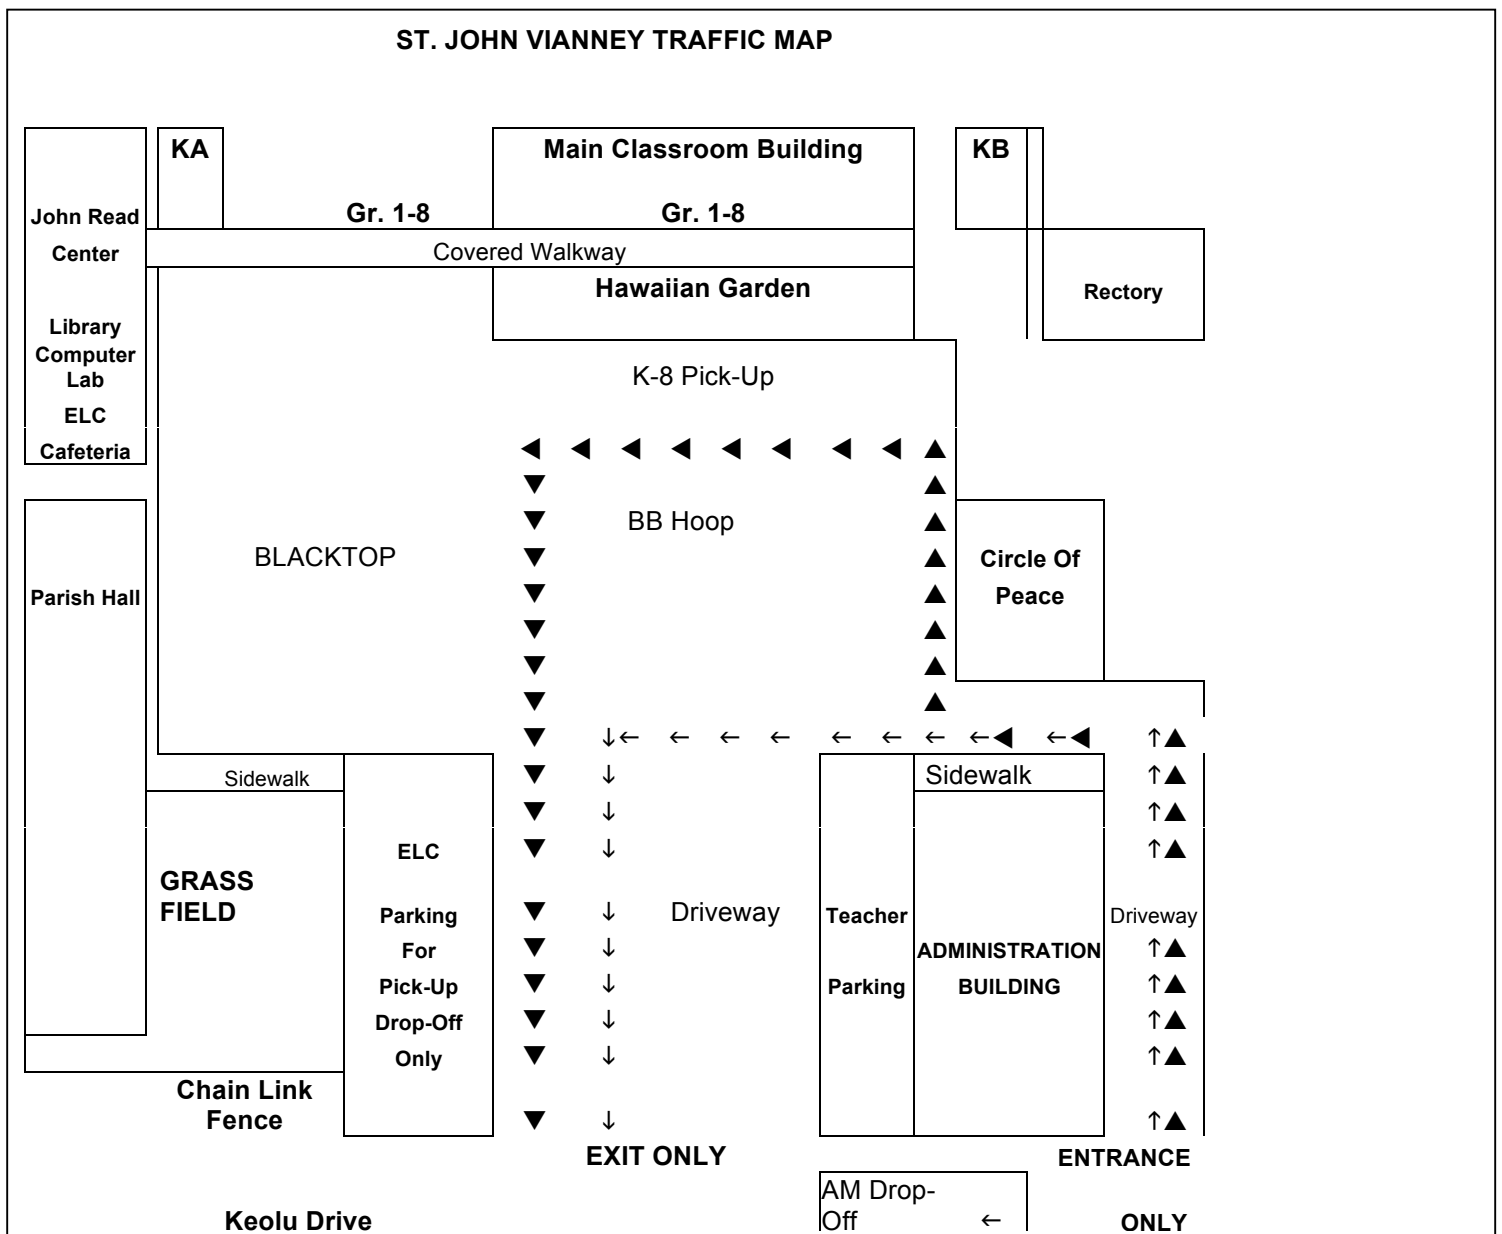 ST. JOHN VIANNEY TRAFFIC MAP
KA
Main Classroom Building
KB
John Read
Center
Gr. 1-8
Gr. 1-8
Covered Walkway
Hawaiian Garden
Rectory
Library
Computer
Lab
ELC
Cafeteria
K-8 Pick-Up
BB Hoop
BLACKTOP
Circle Of
Peace
Parish Hall
Sidewalk
Sidewalk
GRASS
FIELD
ELC
Parking
For
Pick-Up
Drop-Off
Only
Driveway
Teacher
Parking
ADMINISTRATION
BUILDING
Driveway
Chain Link
Fence
EXIT ONLY
ENTRANCE
ONLY
AM Drop-
Off
Keolu Drive